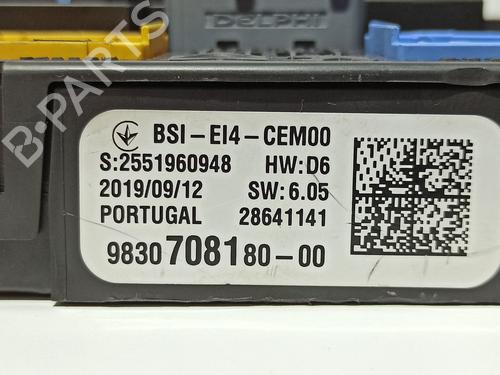 DELPHI
BSI-EI4-CEM00
S:2551960948 HW:D6
2019/09/12 SW:6.05
PORTUGAL 28641141
9830708180-00
B-PARTS